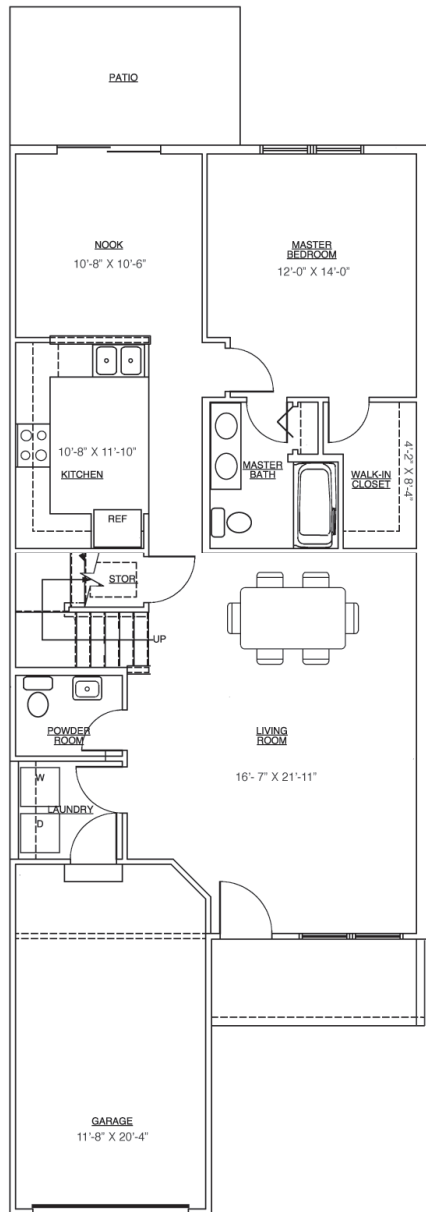 PATIO
NOOK
10'-8" X 10'-6"
MASTER
BEDROOM
12'-0" X 14'-0"
10'-8" X 11'-10"
KITCHEN
REF
MASTER
BATH
WALK-IN
CLOSET
4'-2" X 8'-4"
STOR
UP
POWDER
ROOM
LIVING
ROOM
16'- 7" X 21'-11"
W
LAUNDRY
D
GARAGE
11'-8" X 20'-4"